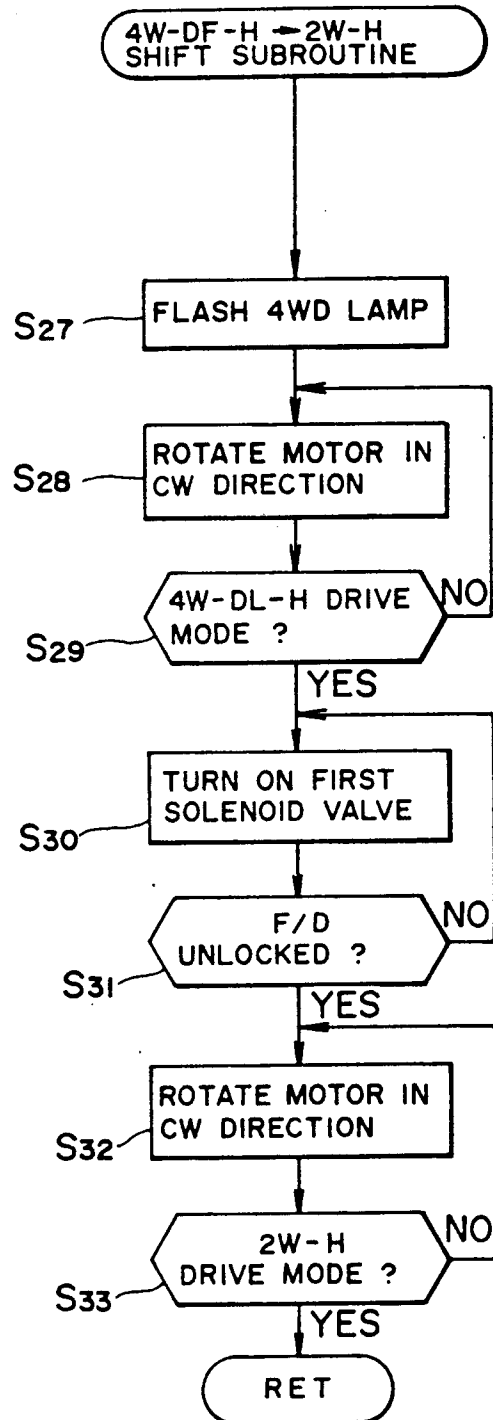 4W-DF-H → 2W-H
SHIFT SUBROUTINE
S27
FLASH 4WD LAMP
S28
ROTATE MOTOR IN
CW DIRECTION
S29
4W-DL-H DRIVE
MODE ?
NO
YES
S30
TURN ON FIRST
SOLENOID VALVE
S31
F/D
UNLOCKED ?
NO
YES
S32
ROTATE MOTOR IN
CW DIRECTION
S33
2W-H
DRIVE MODE ?
NO
YES
RET